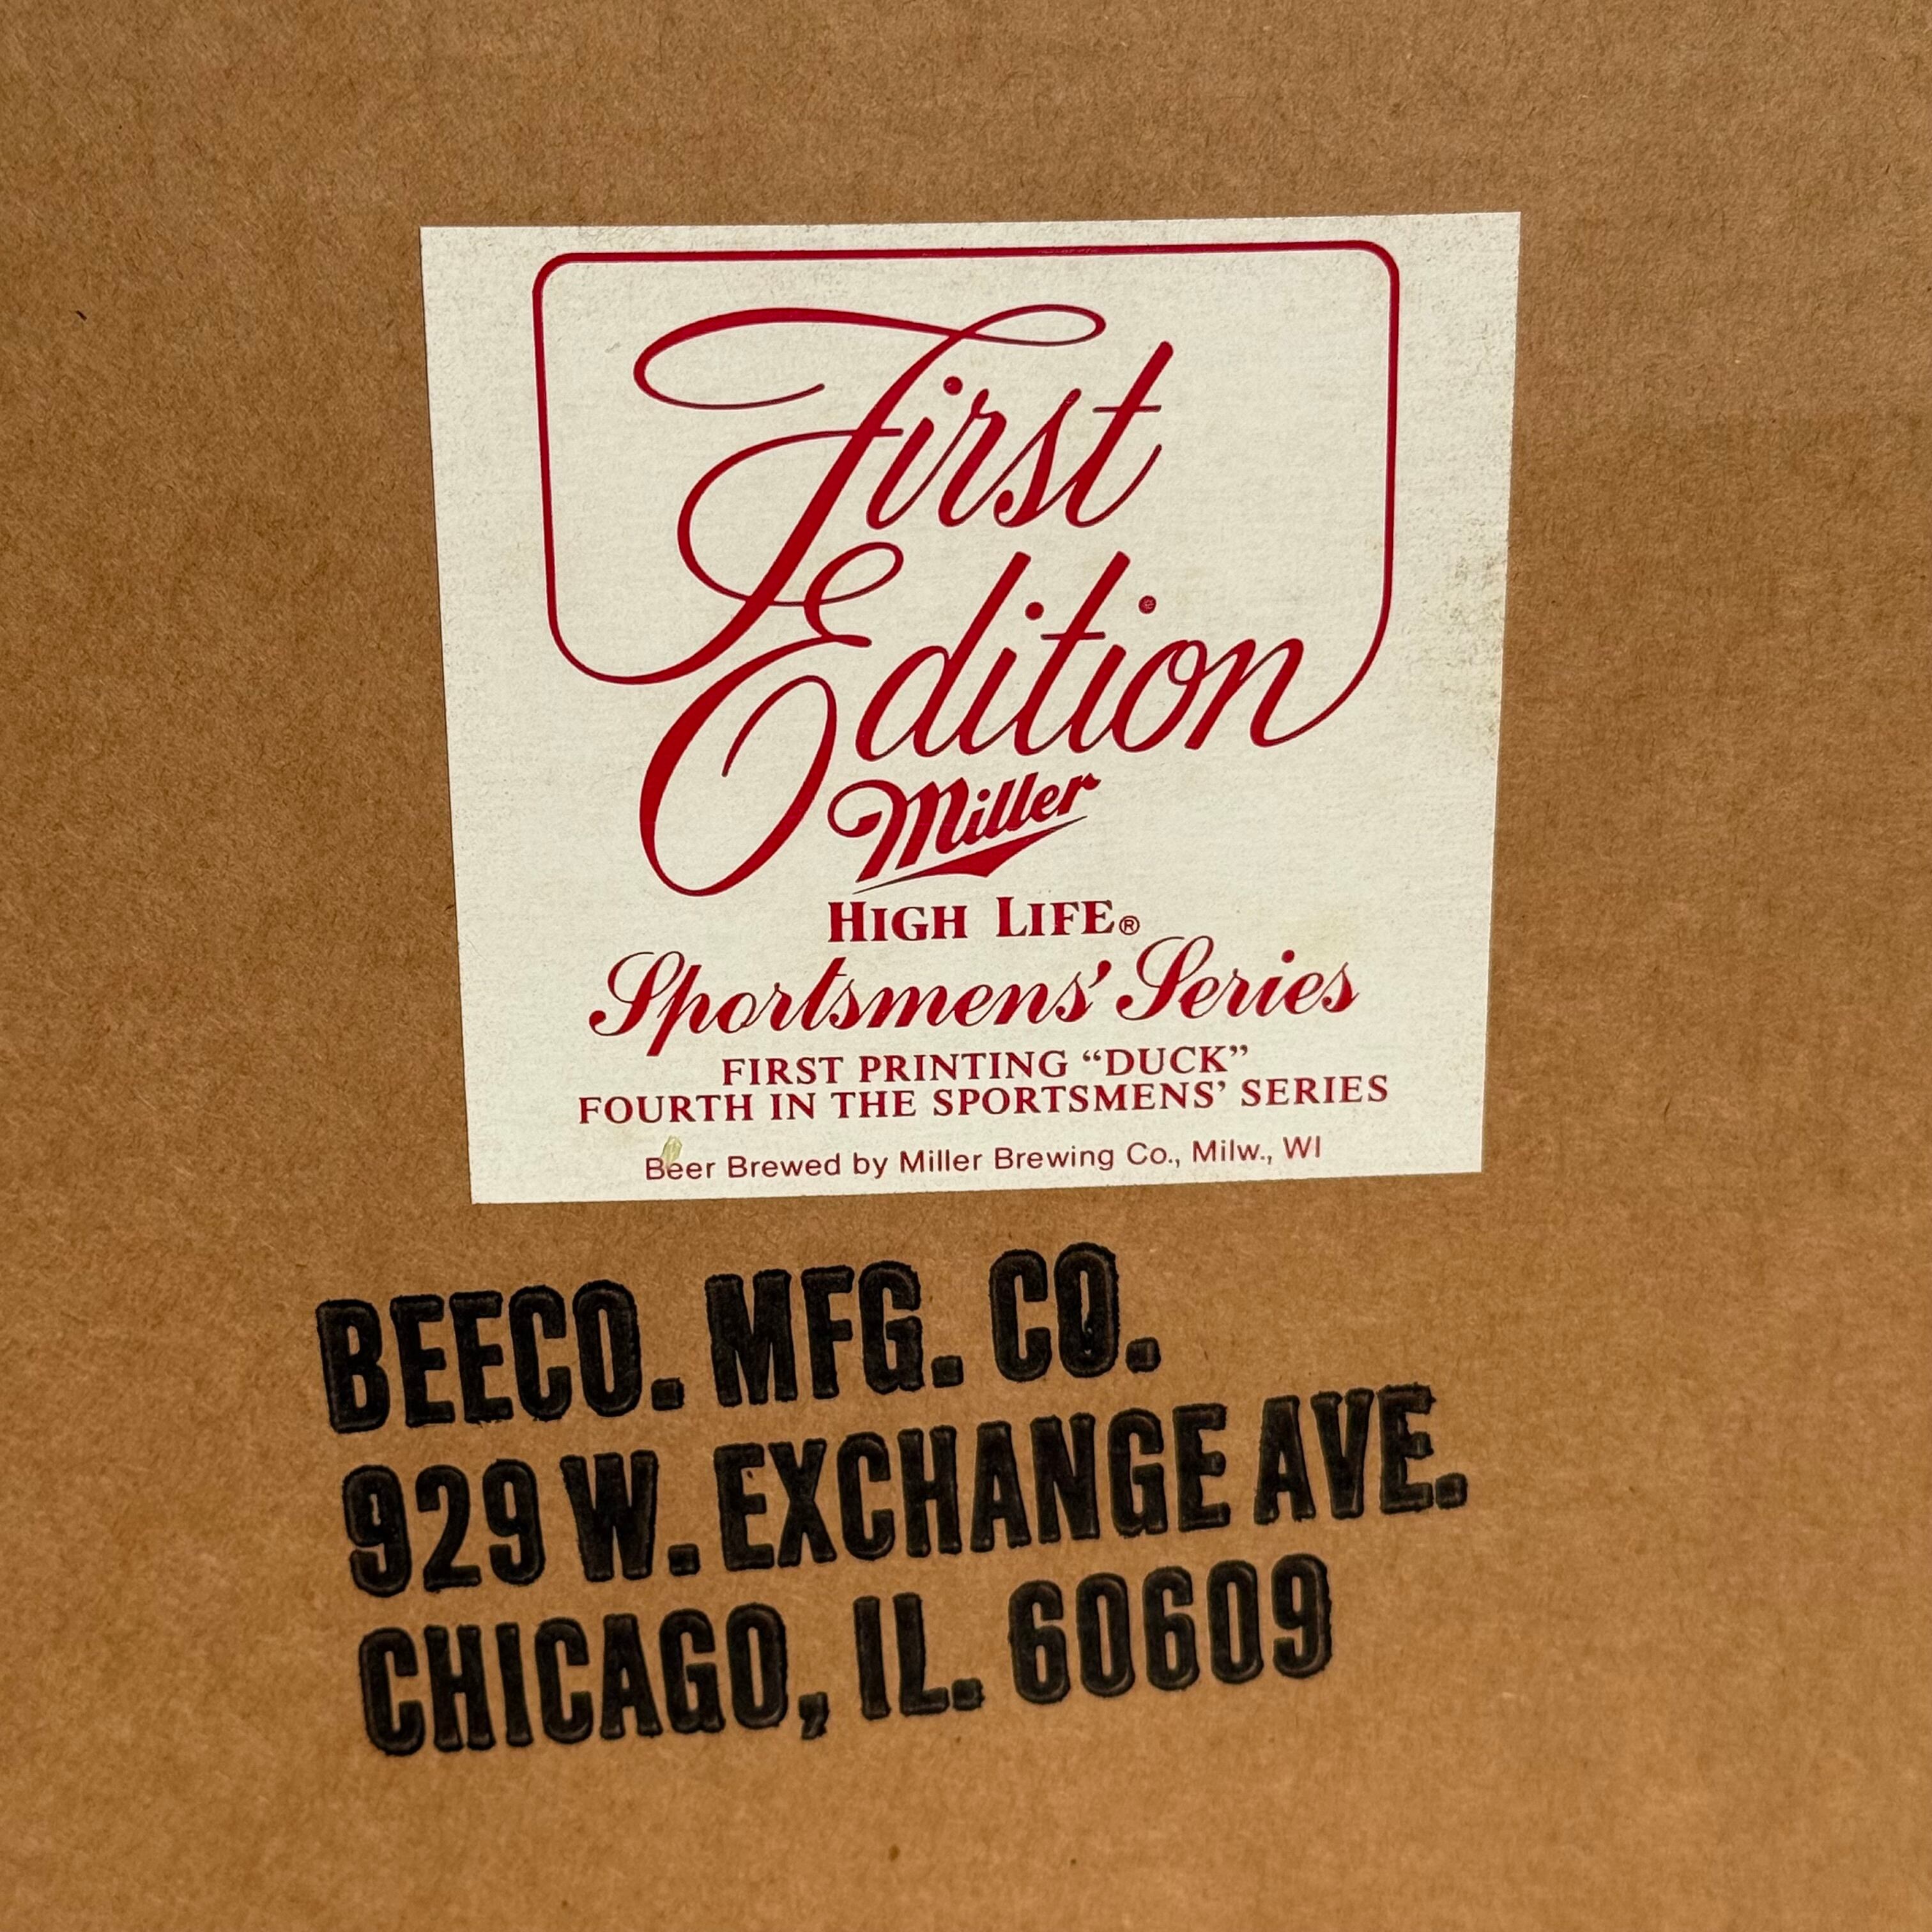 First
Edition
Miller
HIGH LIFE®
Sportsmens' Series
FIRST PRINTING “DUCK”
FOURTH IN THE SPORTSMENS’ SERIES
Beer Brewed by Miller Brewing Co., Milw., WI
BEECO. MFG. CO.
929 W. EXCHANGE AVE.
CHICAGO, IL. 60609